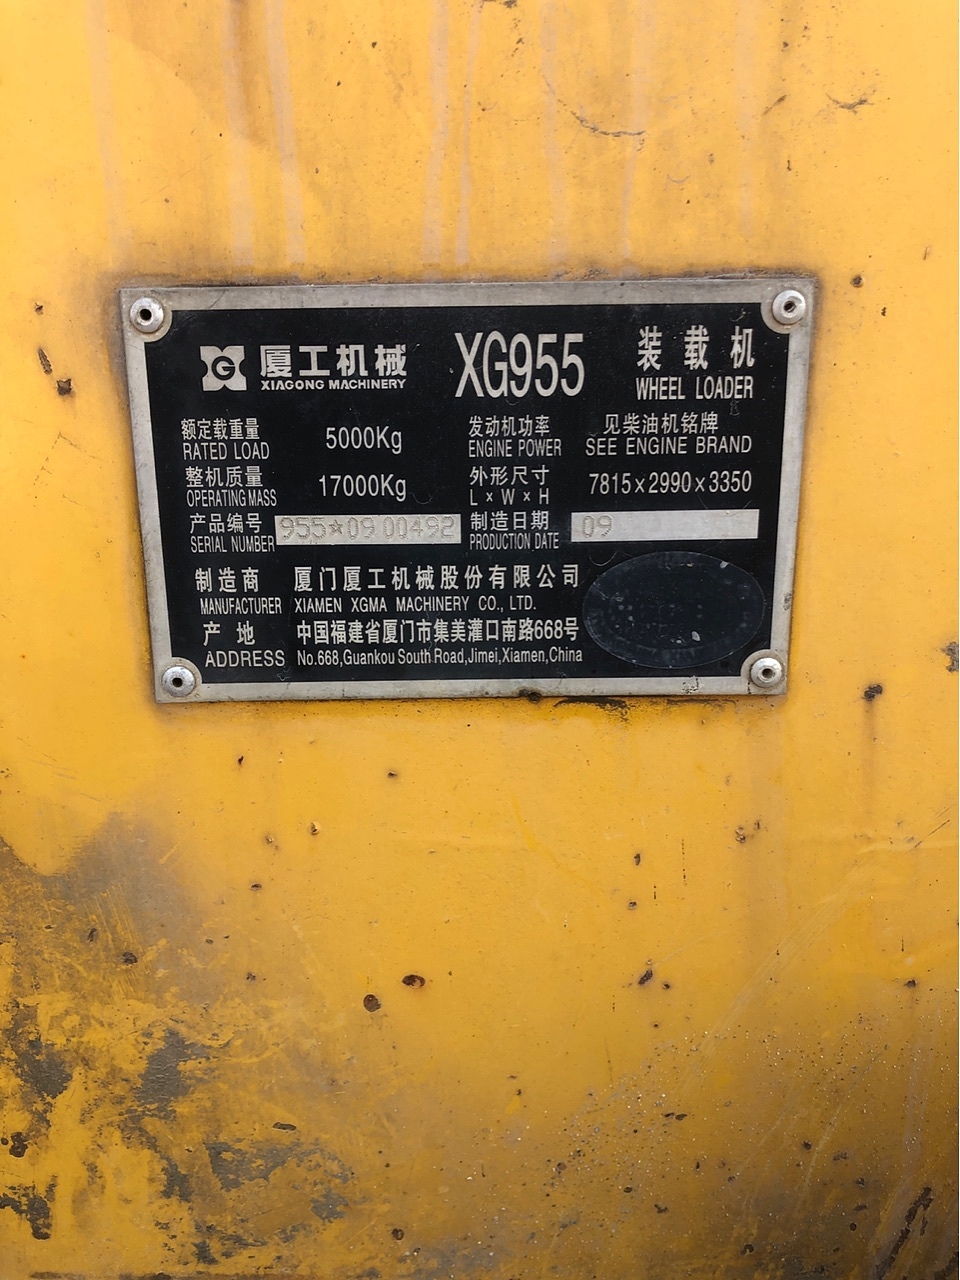 厦工机械 XG955 装载机
XIAGONG MACHINERY WHEEL LOADER
额定载重量 5000Kg 发动机功率 见柴油机铭牌
RATED LOAD ENGINE POWER SEE ENGINE BRAND
整机质量 17000Kg 外形尺寸 7815×2990×3350
OPERATING MASS L×W×H
产品编号 955☆09 00492 制造日期 09
SERIAL NUMBER PRODUCTION DATE
制造商 厦门厦工机械股份有限公司
MANUFACTURER XIAMEN XGMA MACHINERY CO., LTD.
产地 中国福建省厦门市集美灌口南路668号
ADDRESS No.668,Guankou South Road,Jimei,Xiamen,China